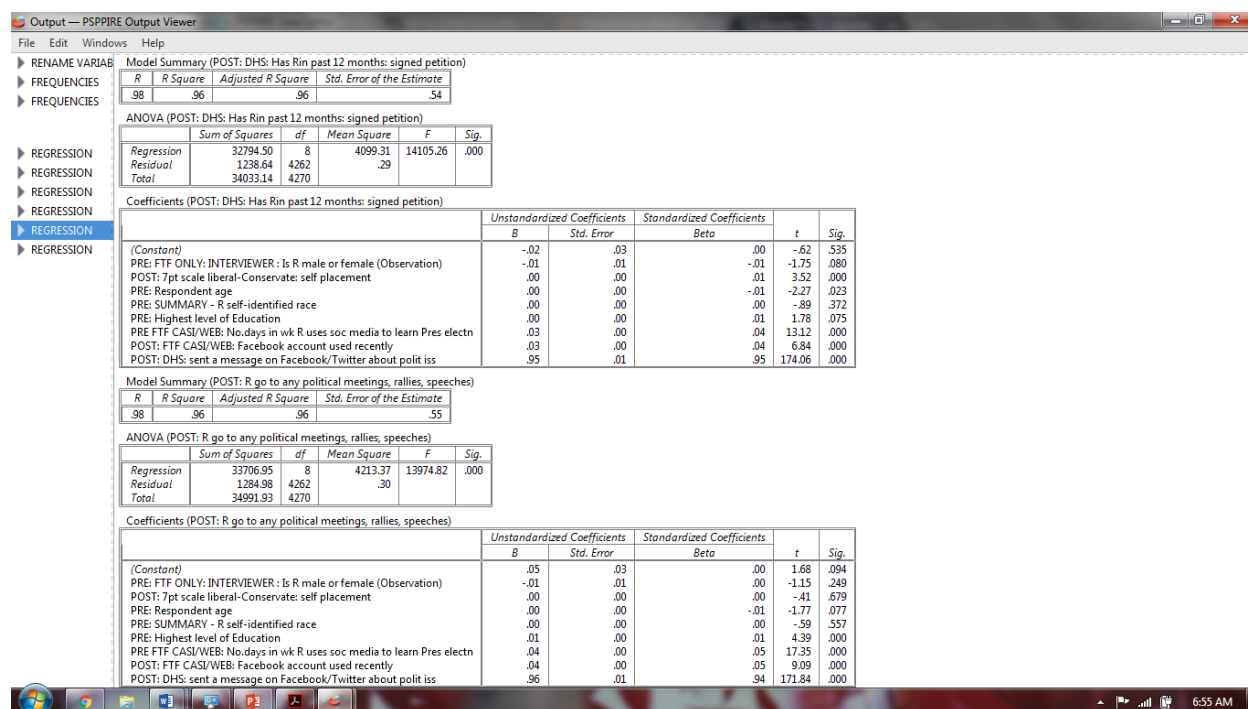 Output — PSPPIRE Output Viewer
File Edit Windows Help
RENAME VARIAB
FREQUENCIES
FREQUENCIES
REGRESSION
REGRESSION
REGRESSION
REGRESSION
REGRESSION
REGRESSION
Model Summary (POST: DHS: Has Rin past 12 months: signed petition)
R R Square Adjusted R Square Std. Error of the Estimate
.98 .96 .96 .54
ANOVA (POST: DHS: Has Rin past 12 months: signed petition)
Sum of Squares df Mean Square F Sig.
Regression 32794.50 8 4099.31 14105.26 .000
Residual 1238.64 4262 .29
Total 34033.14 4270
Coefficients (POST: DHS: Has Rin past 12 months: signed petition)
Unstandardized Coefficients Standardized Coefficients
B Std. Error Beta t Sig.
(Constant) -.02 .03 .00 -.62 .535
PRE: FTF ONLY: INTERVIEWER : Is R male or female (Observation) -.01 .01 -.01 -1.75 .080
POST: 7pt scale liberal-Conservate: self placement .00 .00 .01 3.52 .000
PRE: Respondent age .00 .00 -.01 -2.27 .023
PRE: SUMMARY - R self-identified race .00 .00 .00 -.89 .372
PRE: Highest level of Education .00 .00 .01 1.78 .075
PRE FTF CASI/WEB: No.days in wk R uses soc media to learn Pres electn .03 .00 .04 13.12 .000
POST: FTF CASI/WEB: Facebook account used recently .03 .00 .04 6.84 .000
POST: DHS: sent a message on Facebook/Twitter about polit iss .95 .01 .95 174.06 .000
Model Summary (POST: R go to any political meetings, rallies, speeches)
R R Square Adjusted R Square Std. Error of the Estimate
.98 .96 .96 .55
ANOVA (POST: R go to any political meetings, rallies, speeches)
Sum of Squares df Mean Square F Sig.
Regression 33706.95 8 4213.37 13974.82 .000
Residual 1284.98 4262 .30
Total 34991.93 4270
Coefficients (POST: R go to any political meetings, rallies, speeches)
Unstandardized Coefficients Standardized Coefficients
B Std. Error Beta t Sig.
(Constant) .05 .03 .00 1.68 .094
PRE: FTF ONLY: INTERVIEWER : Is R male or female (Observation) -.01 .01 .00 -1.15 .249
POST: 7pt scale liberal-Conservate: self placement .00 .00 .00 -.41 .679
PRE: Respondent age .00 .00 -.01 -1.77 .077
PRE: SUMMARY - R self-identified race .00 .00 .00 -.59 .557
PRE: Highest level of Education .01 .00 .01 4.39 .000
PRE FTF CASI/WEB: No.days in wk R uses soc media to learn Pres electn .04 .00 .05 17.35 .000
POST: FTF CASI/WEB: Facebook account used recently .04 .00 .05 9.09 .000
POST: DHS: sent a message on Facebook/Twitter about polit iss .96 .01 .94 171.84 .000
6:55 AM